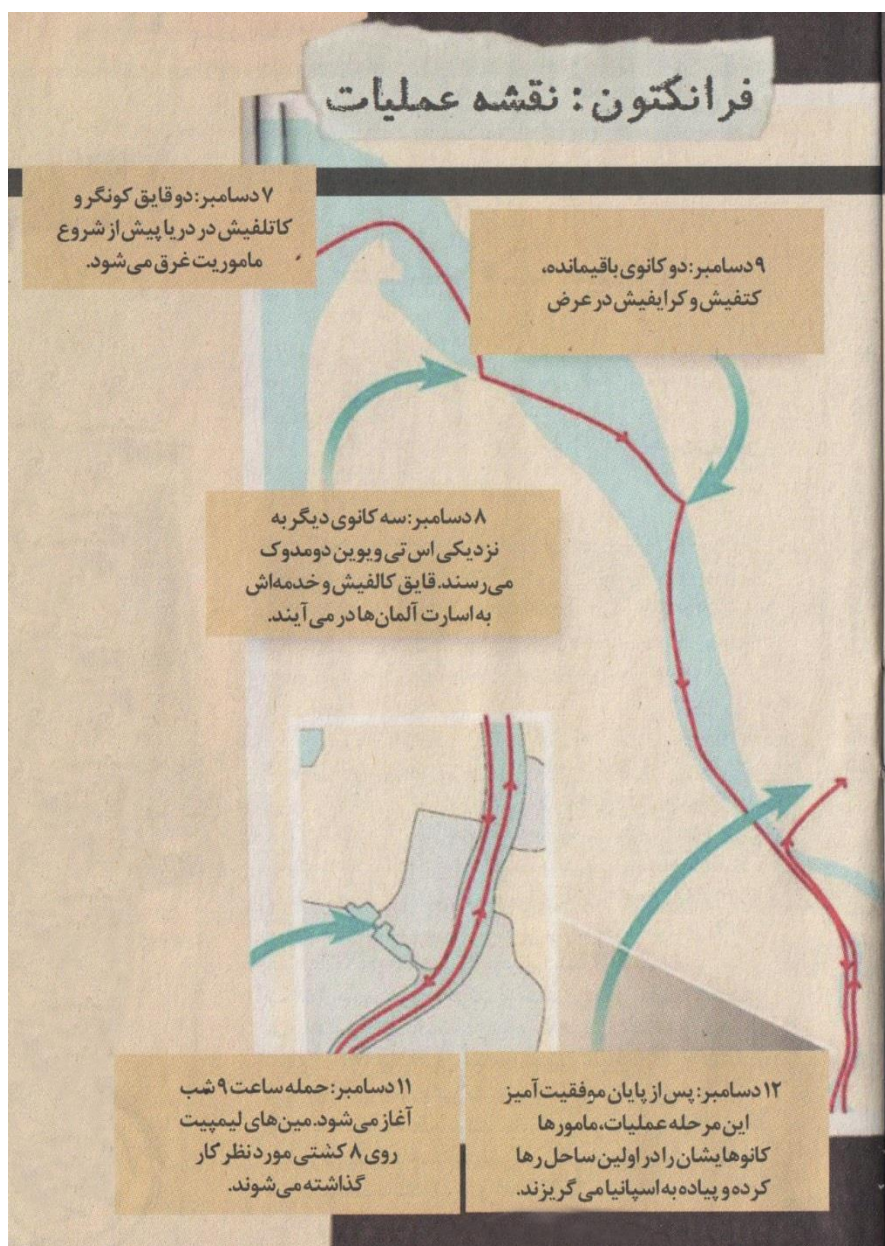 فرانکتون: نقشه عملیات
۷ دسامبر: دو قایق کونگر و
کاتلفیش در دریا پیش از شروع
ماموریت غرق می‌شود.
۹ دسامبر: دو کانوی باقیمانده،
کتفیش و کرایفیش در عرض
۸ دسامبر: سه کانوی دیگر به
نزدیکی اس تی ویوین دومدوک
می‌رسند. قایق کالفیش و خدمه‌اش
به اسارت آلمان‌ها در می‌آیند.
۱۱ دسامبر: حمله ساعت ۹ شب
آغاز می‌شود. مین‌های لیمپیت
روی ۸ کشتی مورد نظر کار
گذاشته می‌شوند.
۱۲ دسامبر: پس از پایان موفقیت آمیز
این مرحله عملیات، مامورها
کانوهایشان را در اولین ساحل رها
کرده و پیاده به اسپانیا می‌گریزند.